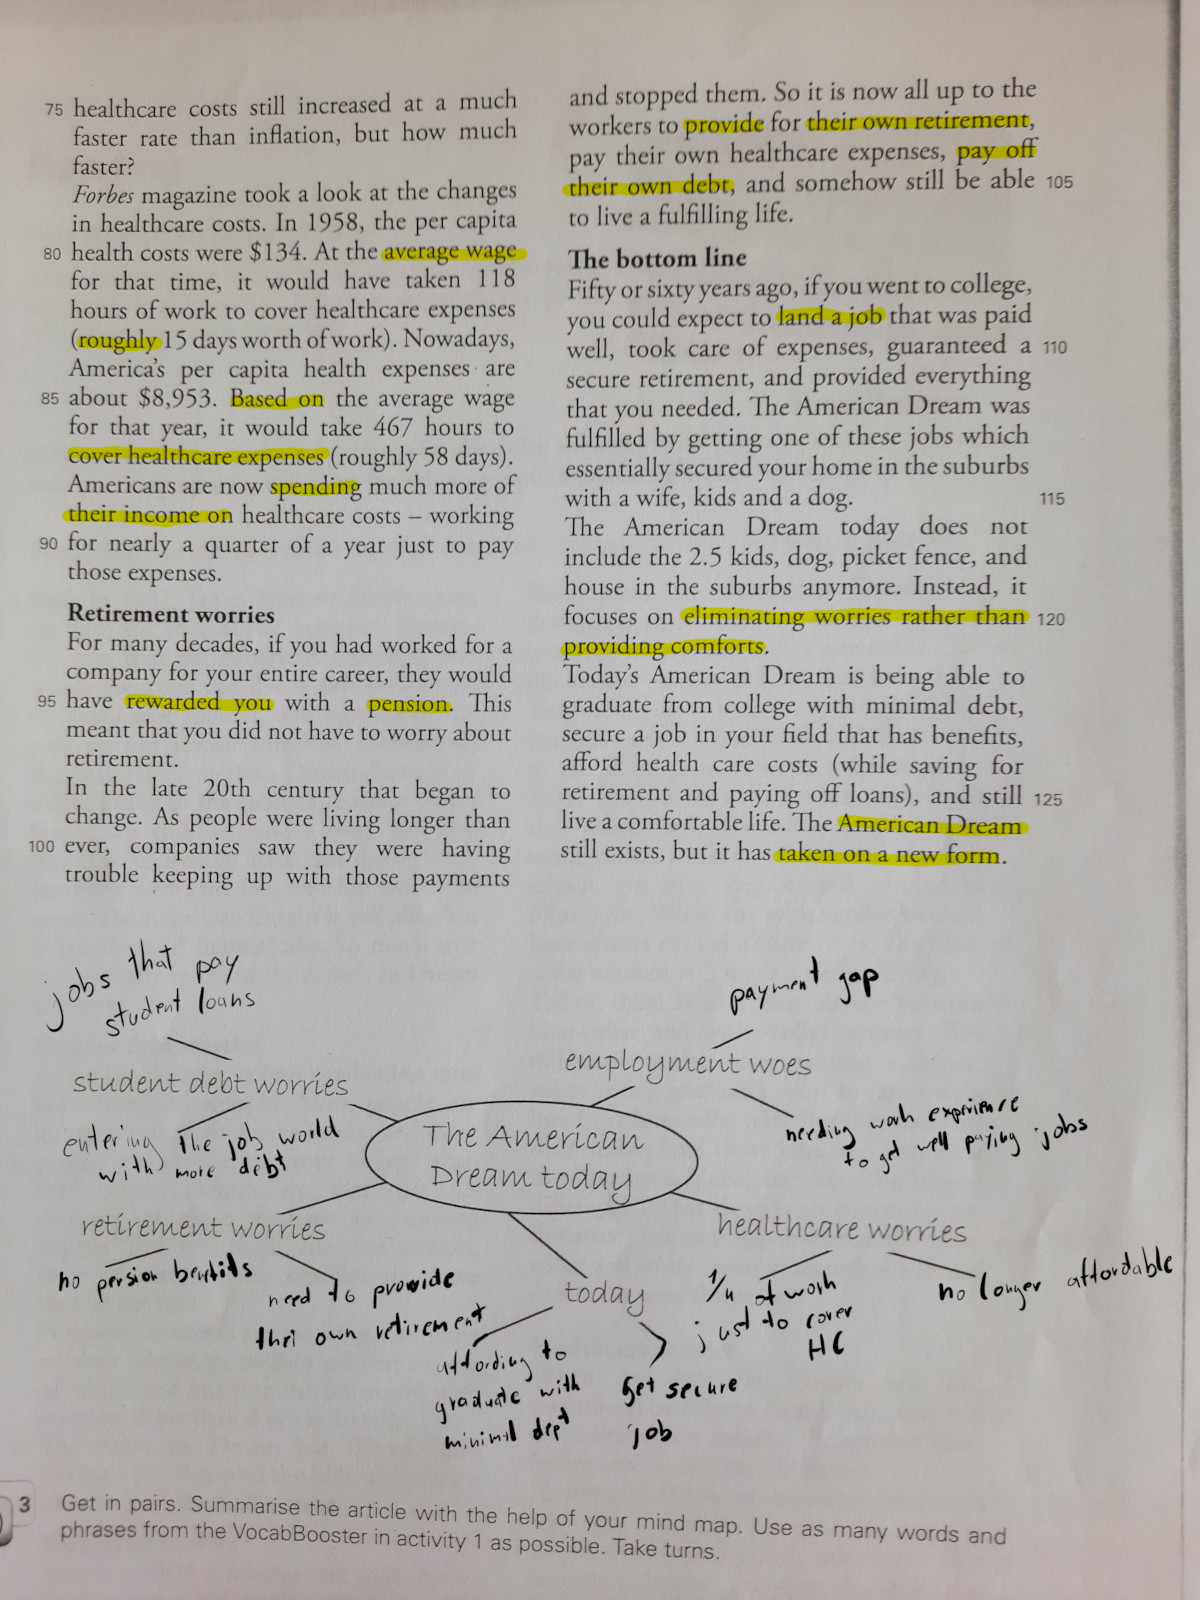 75 healthcare costs still increased at a much
faster rate than inflation, but how much
faster?
Forbes magazine took a look at the changes
in healthcare costs. In 1958, the per capita
80 health costs were $134. At the average wage
for that time, it would have taken 118
hours of work to cover healthcare expenses
(roughly 15 days worth of work). Nowadays,
America's per capita health expenses are
85 about $8,953. Based on the average wage
for that year, it would take 467 hours to
cover healthcare expenses (roughly 58 days).
Americans are now spending much more of
their income on healthcare costs – working
90 for nearly a quarter of a year just to pay
those expenses.
Retirement worries
For many decades, if you had worked for a
company for your entire career, they would
95 have rewarded you with a pension. This
meant that you did not have to worry about
retirement.
In the late 20th century that began to
change. As people were living longer than
100 ever, companies saw they were having
trouble keeping up with those payments
and stopped them. So it is now all up to the
workers to provide for their own retirement,
pay their own healthcare expenses, pay off
their own debt, and somehow still be able 105
to live a fulfilling life.
The bottom line
Fifty or sixty years ago, if you went to college,
you could expect to land a job that was paid
well, took care of expenses, guaranteed a 110
secure retirement, and provided everything
that you needed. The American Dream was
fulfilled by getting one of these jobs which
essentially secured your home in the suburbs
with a wife, kids and a dog. 115
The American Dream today does not
include the 2.5 kids, dog, picket fence, and
house in the suburbs anymore. Instead, it
focuses on eliminating worries rather than 120
providing comforts.
Today's American Dream is being able to
graduate from college with minimal debt,
secure a job in your field that has benefits,
afford health care costs (while saving for
retirement and paying off loans), and still 125
live a comfortable life. The American Dream
still exists, but it has taken on a new form.
jobs that pay
student loans
student debt worries
entering the job world
with more debt
payment gap
employment woes
needing work experience
to get well paying jobs
The American
Dream today
retirement worries
no pension benefits
need to provide
their own retirement
today
affording to
graduate with
minimal dept
get secure
job
healthcare worries
1/4 of work
just to cover
HC
no longer affordable
3 Get in pairs. Summarise the article with the help of your mind map. Use as many words and
phrases from the VocabBooster in activity 1 as possible. Take turns.